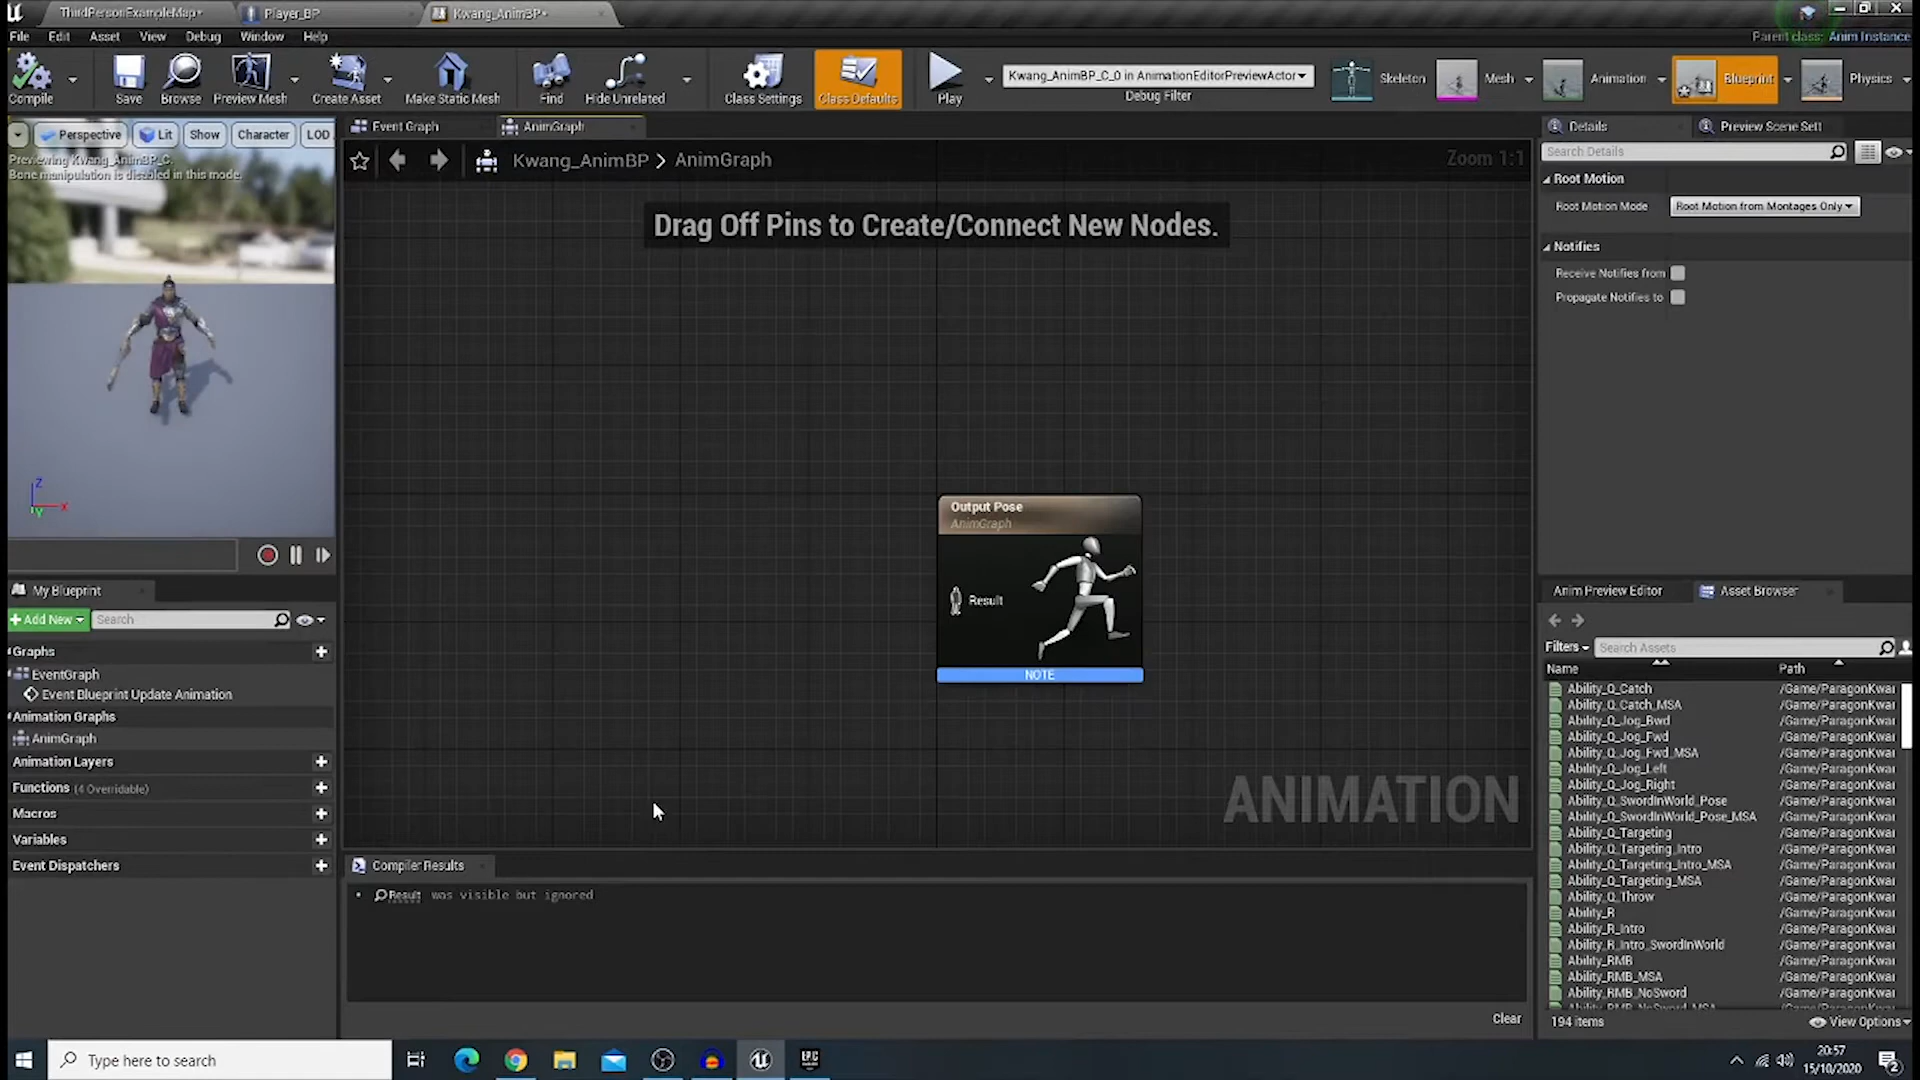 ThirdPersonExampleMap*
Player_BP
Kwang_AnimBP*
File
Edit
Asset
View
Debug
Window
Help
Parent class: Anim Instance
Compile
Save
Browse
Preview Mesh
Create Asset
Make Static Mesh
Find
Hide Unrelated
Class Settings
Class Defaults
Play
Kwang_AnimBP_C_0 in AnimationEditorPreviewActor
Debug Filter
Skeleton
Mesh
Animation
Blueprint
Physics
Perspective
Lit
Show
Character
LOD
Previewing Kwang_AnimBP_C.
Bone manipulation is disabled in this mode.
Z
X
Y
Event Graph
AnimGraph
Kwang_AnimBP > AnimGraph
Zoom 1:1
Drag Off Pins to Create/Connect New Nodes.
Output Pose
AnimGraph
Result
NOTE
ANIMATION
My Blueprint
+ Add New
Search
Graphs
EventGraph
Event Blueprint Update Animation
Animation Graphs
AnimGraph
Animation Layers
Functions (4 Overridable)
Macros
Variables
Event Dispatchers
Compiler Results
Result was visible but ignored
Clear
Details
Preview Scene Sett
Search Details
Root Motion
Root Motion Mode
Root Motion from Montages Only
Notifies
Receive Notifies from
Propagate Notifies to
Anim Preview Editor
Asset Browser
Filters
Search Assets
Name
Path
Ability_Q_Catch /Game/ParagonKwan
Ability_Q_Catch_MSA /Game/ParagonKwan
Ability_Q_Jog_Bwd /Game/ParagonKwan
Ability_Q_Jog_Fwd /Game/ParagonKwan
Ability_Q_Jog_Fwd_MSA /Game/ParagonKwan
Ability_Q_Jog_Left /Game/ParagonKwan
Ability_Q_Jog_Right /Game/ParagonKwan
Ability_Q_SwordInWorld_Pose /Game/ParagonKwan
Ability_Q_SwordInWorld_Pose_MSA /Game/ParagonKwan
Ability_Q_Targeting /Game/ParagonKwan
Ability_Q_Targeting_Intro /Game/ParagonKwan
Ability_Q_Targeting_Intro_MSA /Game/ParagonKwan
Ability_Q_Targeting_MSA /Game/ParagonKwan
Ability_Q_Throw /Game/ParagonKwan
Ability_R /Game/ParagonKwan
Ability_R_Intro /Game/ParagonKwan
Ability_R_Intro_SwordInWorld /Game/ParagonKwan
Ability_RMB /Game/ParagonKwan
Ability_RMB_MSA /Game/ParagonKwan
Ability_RMB_NoSword /Game/ParagonKwan
Ability_RMB_NoSword_MSA
194 items
View Options
Type here to search
EPIC
20:57
15/10/2020
2